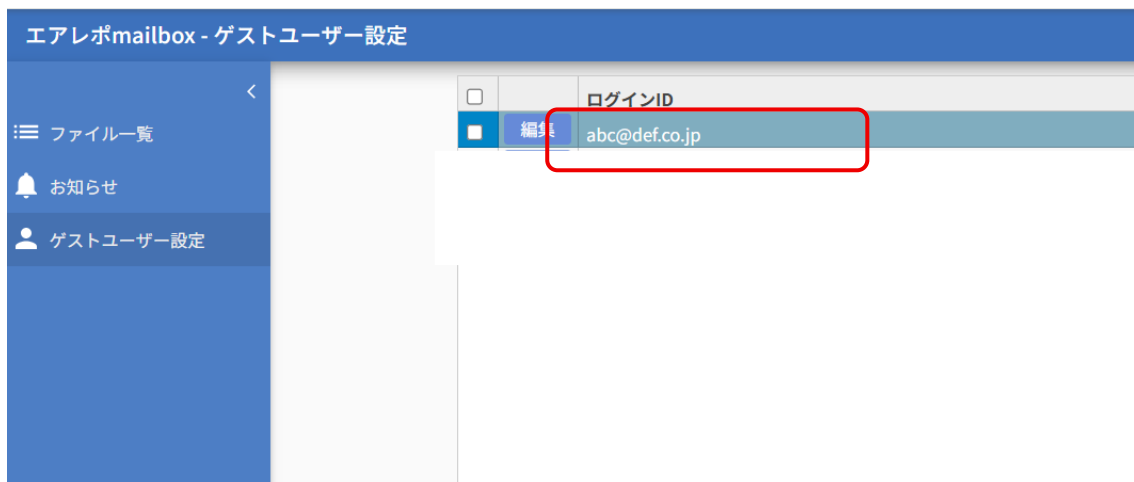 エアレポmailbox - ゲストユーザー設定
ファイル一覧
お知らせ
ゲストユーザー設定
ログインID
編集
abc@def.co.jp